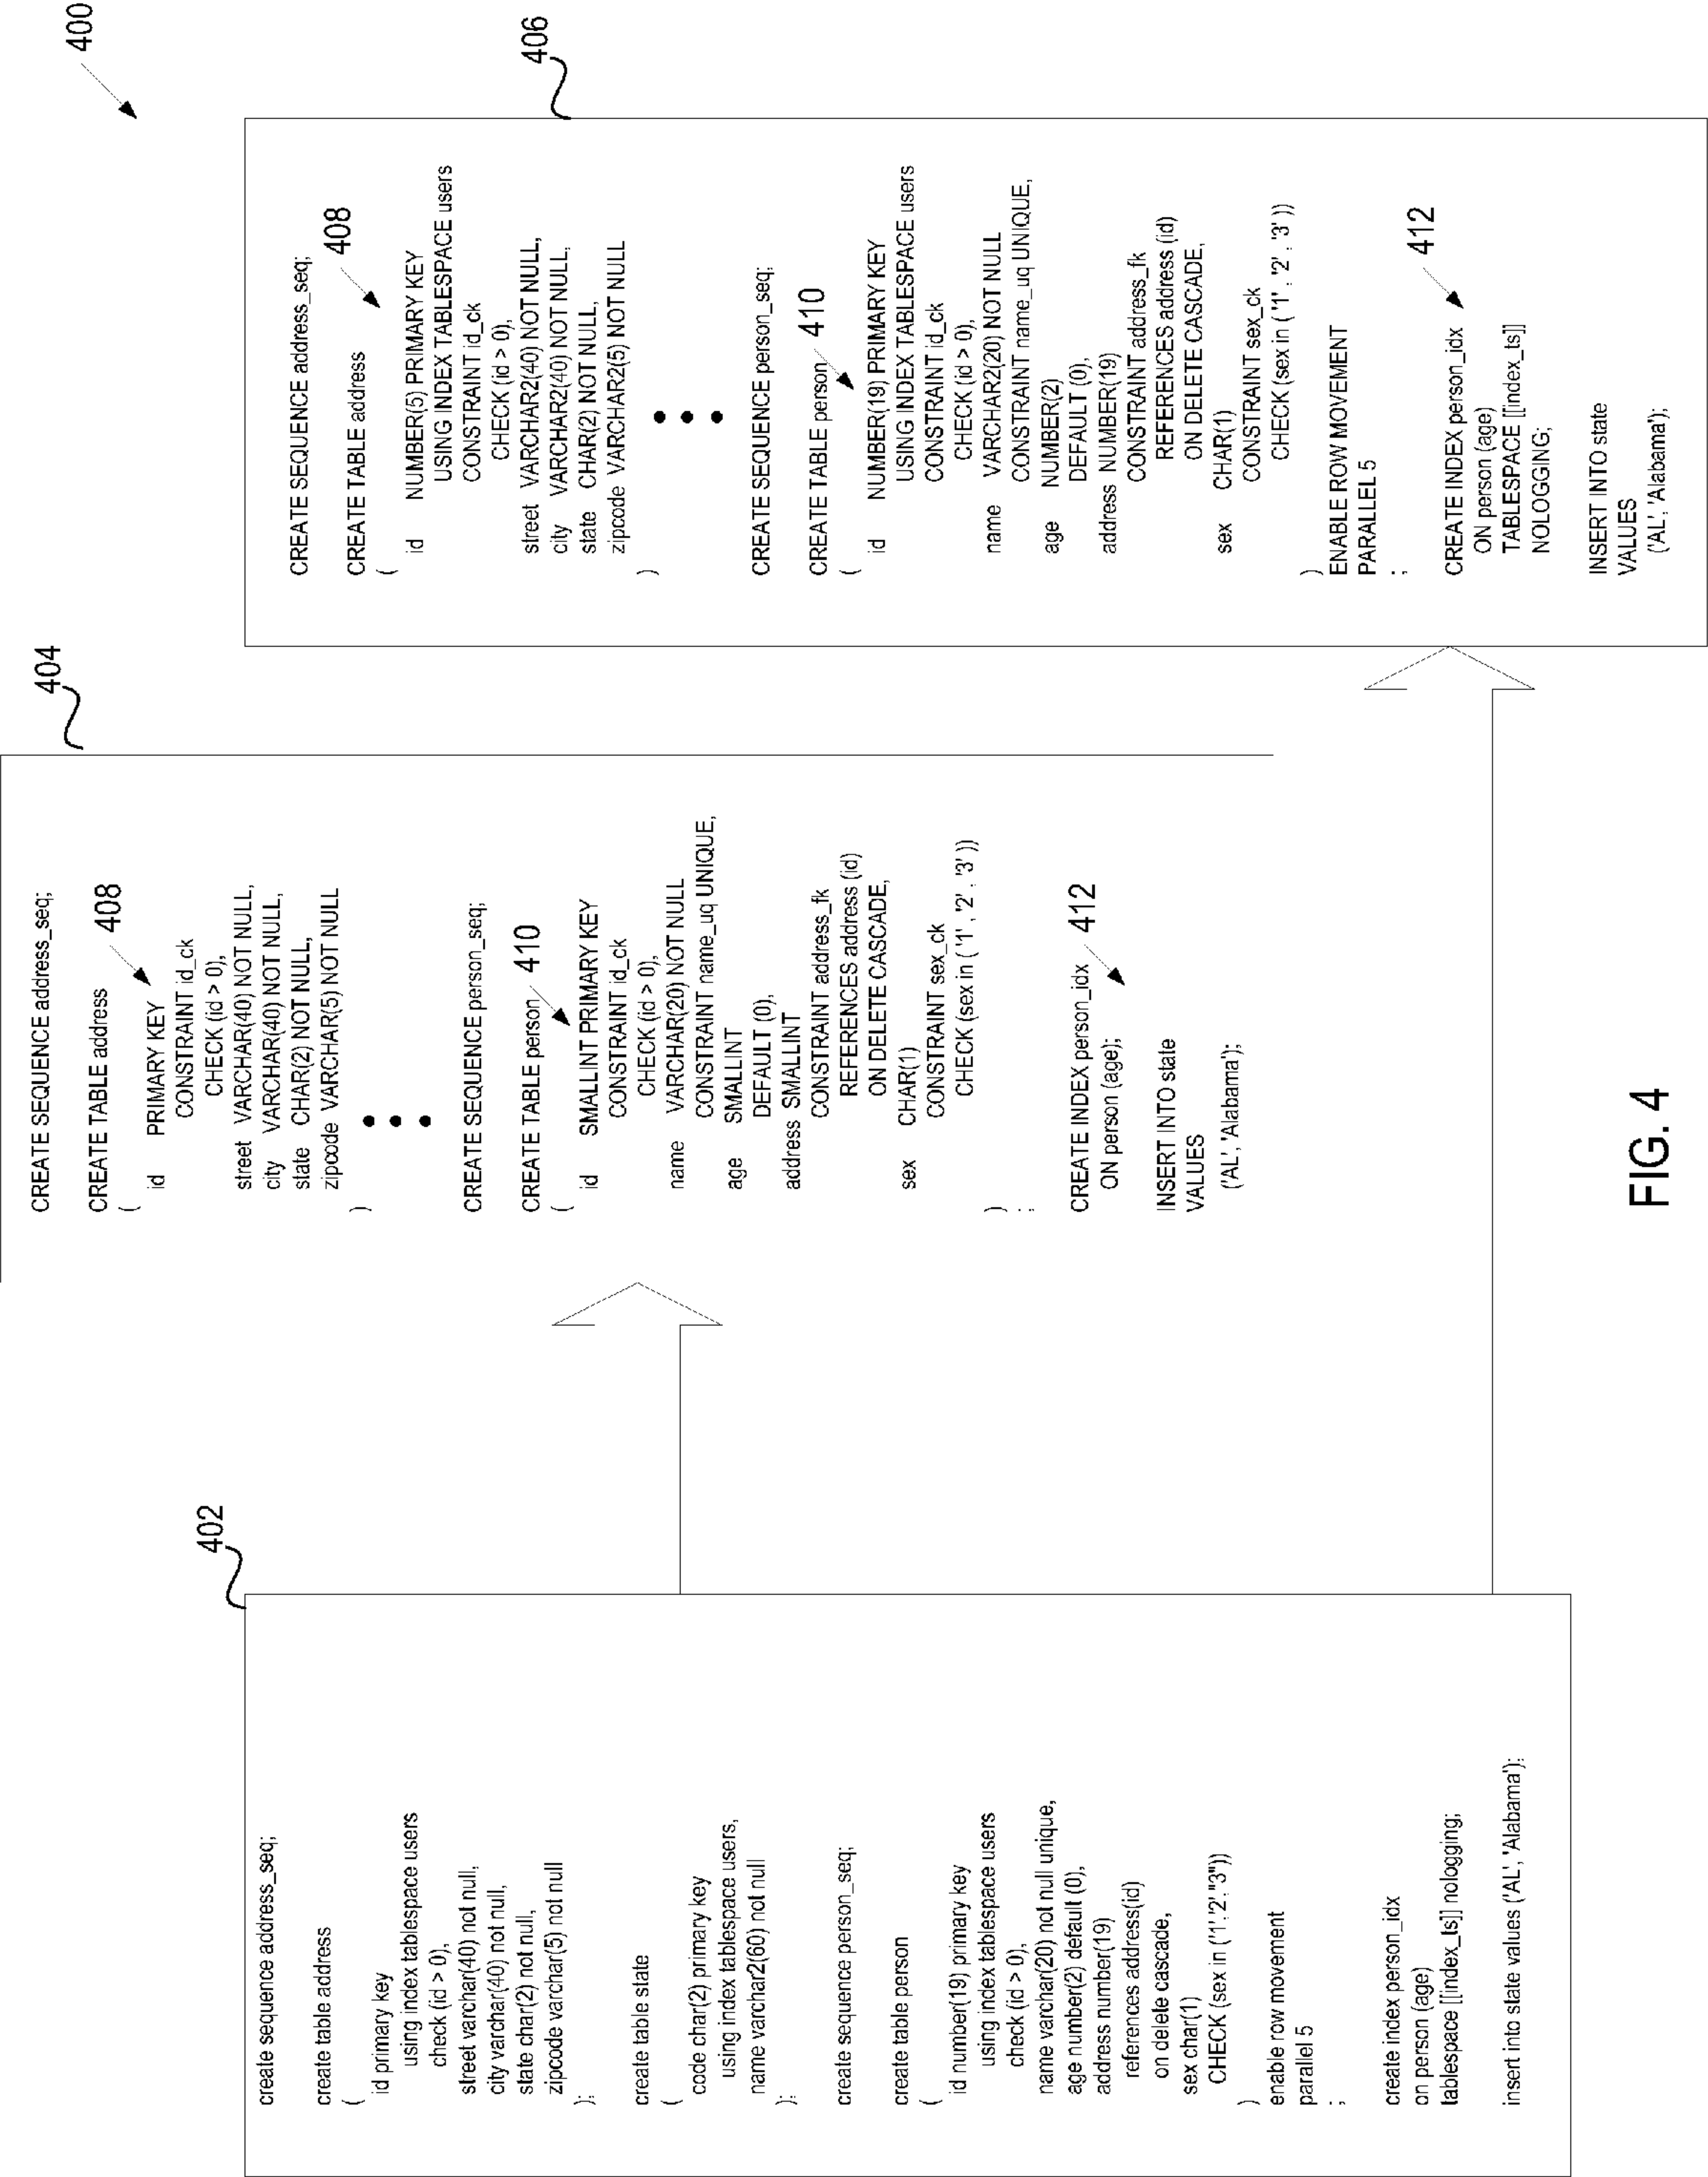 400
402
create sequence address_seq;
create table address
(
id primary key
using index tablespace users
check (id > 0),
street varchar(40) not null,
city varchar(40) not null,
state char(2) not null,
zipcode varchar(5) not null
);
create table state
(
code char(2) primary key
using index tablespace users,
name varchar2(60) not null
);
create sequence person_seq;
create table person
(
id number(19) primary key
using index tablespace users
check (id > 0),
name varchar(20) not null unique,
age number(2) default (0),
address number(19)
references address(id)
on delete cascade,
sex char(1)
CHECK (sex in ("1'.'2'."3"))
)
enable row movement
parallel 5
;
create index person_idx
on person (age)
tablespace [[index_ts]] nologging;
insert into state values ('AL', 'Alabama');
404
CREATE SEQUENCE address_seq;
CREATE TABLE address
408
(
id PRIMARY KEY
CONSTRAINT id_ck
CHECK (id > 0),
street VARCHAR(40) NOT NULL,
city VARCHAR(40) NOT NULL,
state CHAR(2) NOT NULL,
zipcode VARCHAR(5) NOT NULL
)
CREATE SEQUENCE person_seq;
CREATE TABLE person
410
(
id SMALLINT PRIMARY KEY
CONSTRAINT id_ck
CHECK (id > 0),
name VARCHAR(20) NOT NULL
CONSTRAINT name_uq UNIQUE,
age SMALLINT
DEFAULT (0),
address SMALLINT
CONSTRAINT address_fk
REFERENCES address (id)
ON DELETE CASCADE,
sex CHAR(1)
CONSTRAINT sex_ck
CHECK (sex in ( '1' , '2' . '3' ))
)
;
CREATE INDEX person_idx
412
ON person (age);
INSERT INTO state
VALUES
('AL', 'Alabama');
406
CREATE SEQUENCE address_seq;
CREATE TABLE address
408
(
id NUMBER(5) PRIMARY KEY
USING INDEX TABLESPACE users
CONSTRAINT id_ck
CHECK (id > 0),
street VARCHAR2(40) NOT NULL,
city VARCHAR2(40) NOT NULL,
state CHAR(2) NOT NULL,
zipcode VARCHAR2(5) NOT NULL
)
CREATE SEQUENCE person_seq;
CREATE TABLE person
410
(
id NUMBER(19) PRIMARY KEY
USING INDEX TABLESPACE users
CONSTRAINT id_ck
CHECK (id > 0),
name VARCHAR2(20) NOT NULL
CONSTRAINT name_uq UNIQUE,
age NUMBER(2)
DEFAULT (0),
address NUMBER(19)
CONSTRAINT address_fk
REFERENCES address (id)
ON DELETE CASCADE,
sex CHAR(1)
CONSTRAINT sex_ck
CHECK (sex in ( '1' . '2' . '3' ))
)
ENABLE ROW MOVEMENT
PARALLEL 5
;
CREATE INDEX person_idx
412
ON person (age)
TABLESPACE [[index_ts]]
NOLOGGING;
INSERT INTO state
VALUES
('AL', 'Alabama');
FIG. 4